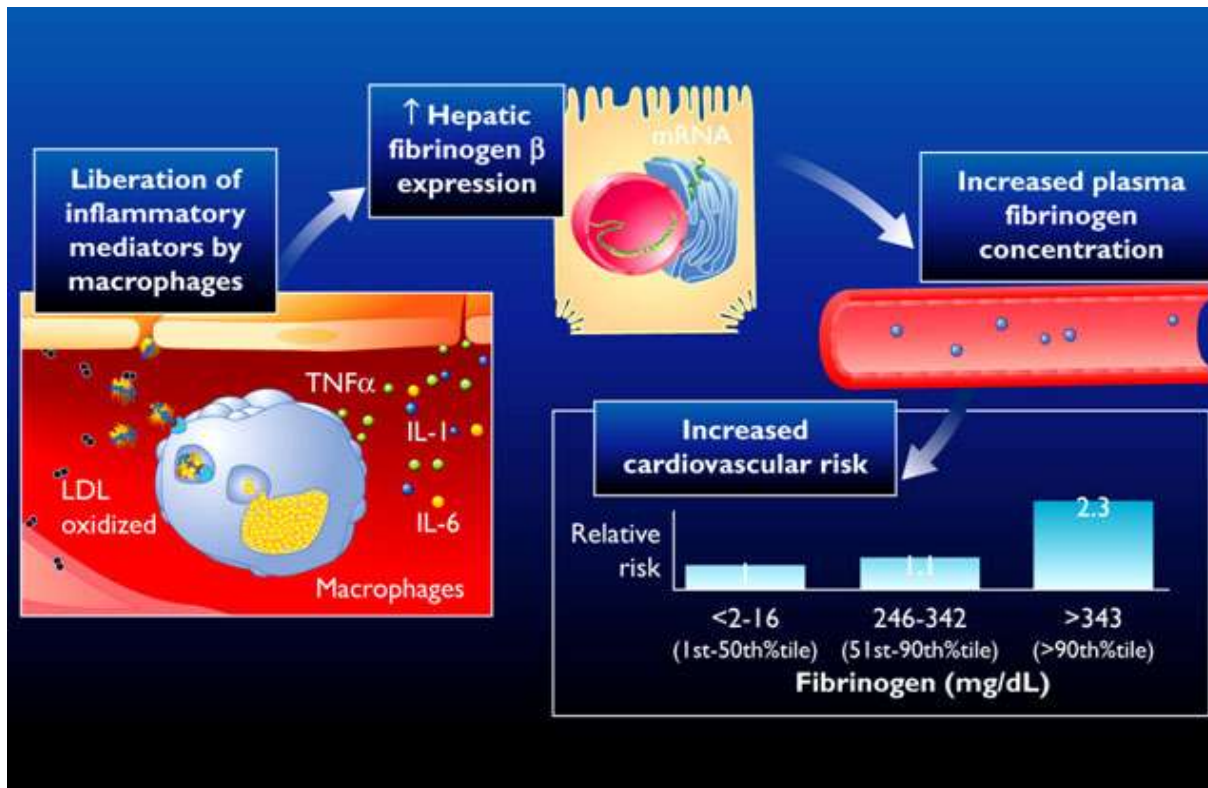 Liberation of
inflammatory
mediators by
macrophages
↑ Hepatic
fibrinogen β
expression
mRNA
Increased plasma
fibrinogen
concentration
TNFα
IL-1
IL-6
LDL
oxidized
Macrophages
Increased
cardiovascular risk
Relative
risk
1
1.1
2.3
<2-16
246-342
>343
(1st-50th%tile)
(51st-90th%tile)
(>90th%tile)
Fibrinogen (mg/dL)